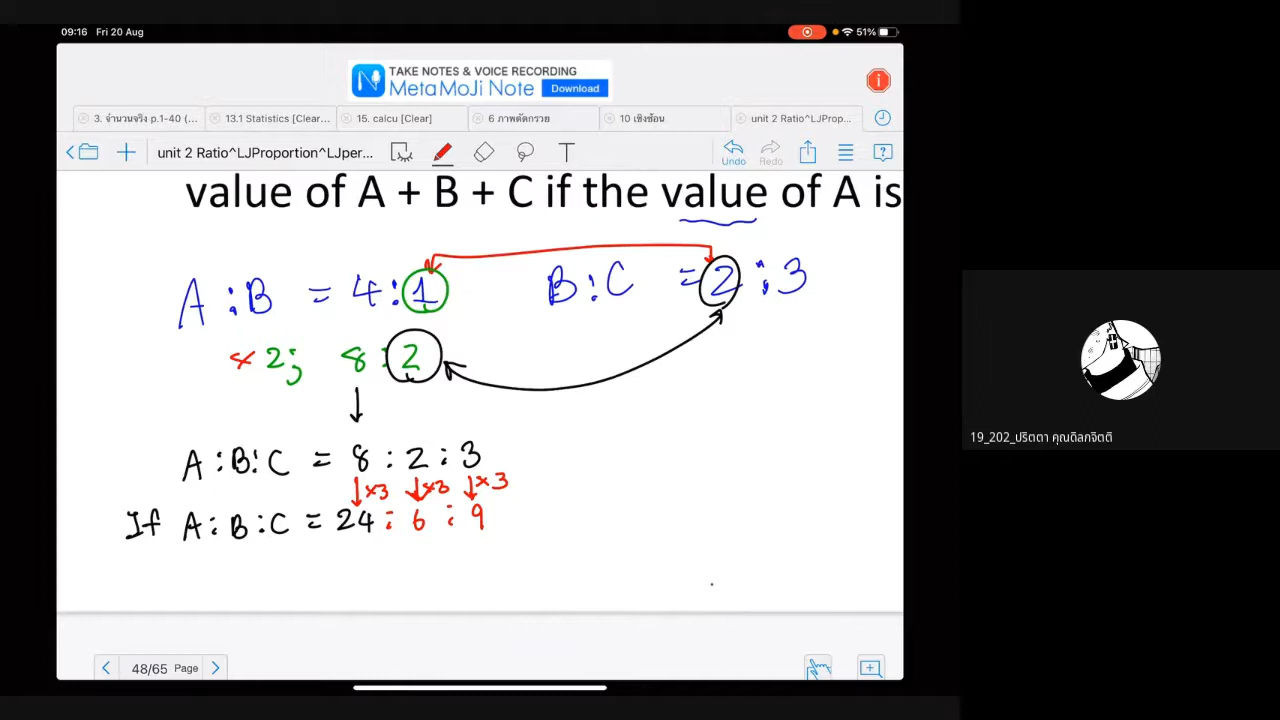 09:16 Fri 20 Aug
51%
TAKE NOTES & VOICE RECORDING
MetaMoJi Note Download
3. จำนวนจริง p.1-40 (...
13.1 Statistics [Clear...
15. calcu [Clear]
6 ภาพตัดกรวย
10 เชิงซ้อน
unit 2 Ratio^LJProp...
unit 2 Ratio^LJProportion^LJper...
T
Undo
Redo
value of A + B + C if the value of A is
A : B = 4 : 1 B : C = 2 : 3
× 2 ; 8 : 2
A : B : C = 8 : 2 : 3
×3 ×3 ×3
If A : B : C = 24 : 6 : 9
48/65 Page
19_202_ปริตตา คุณดิลกจิตติ